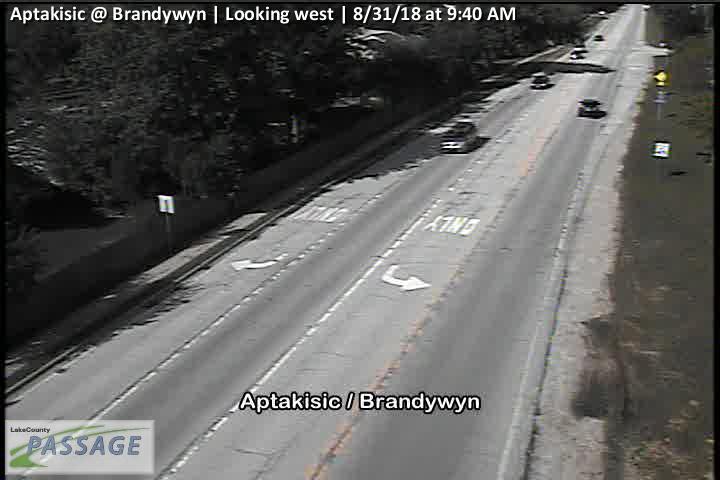 Aptakisic @ Brandywyn | Looking west | 8/31/18 at 9:40 AM
ONLY
ONLY
Aptakisic / Brandywyn
LakeCounty
PASSAGE